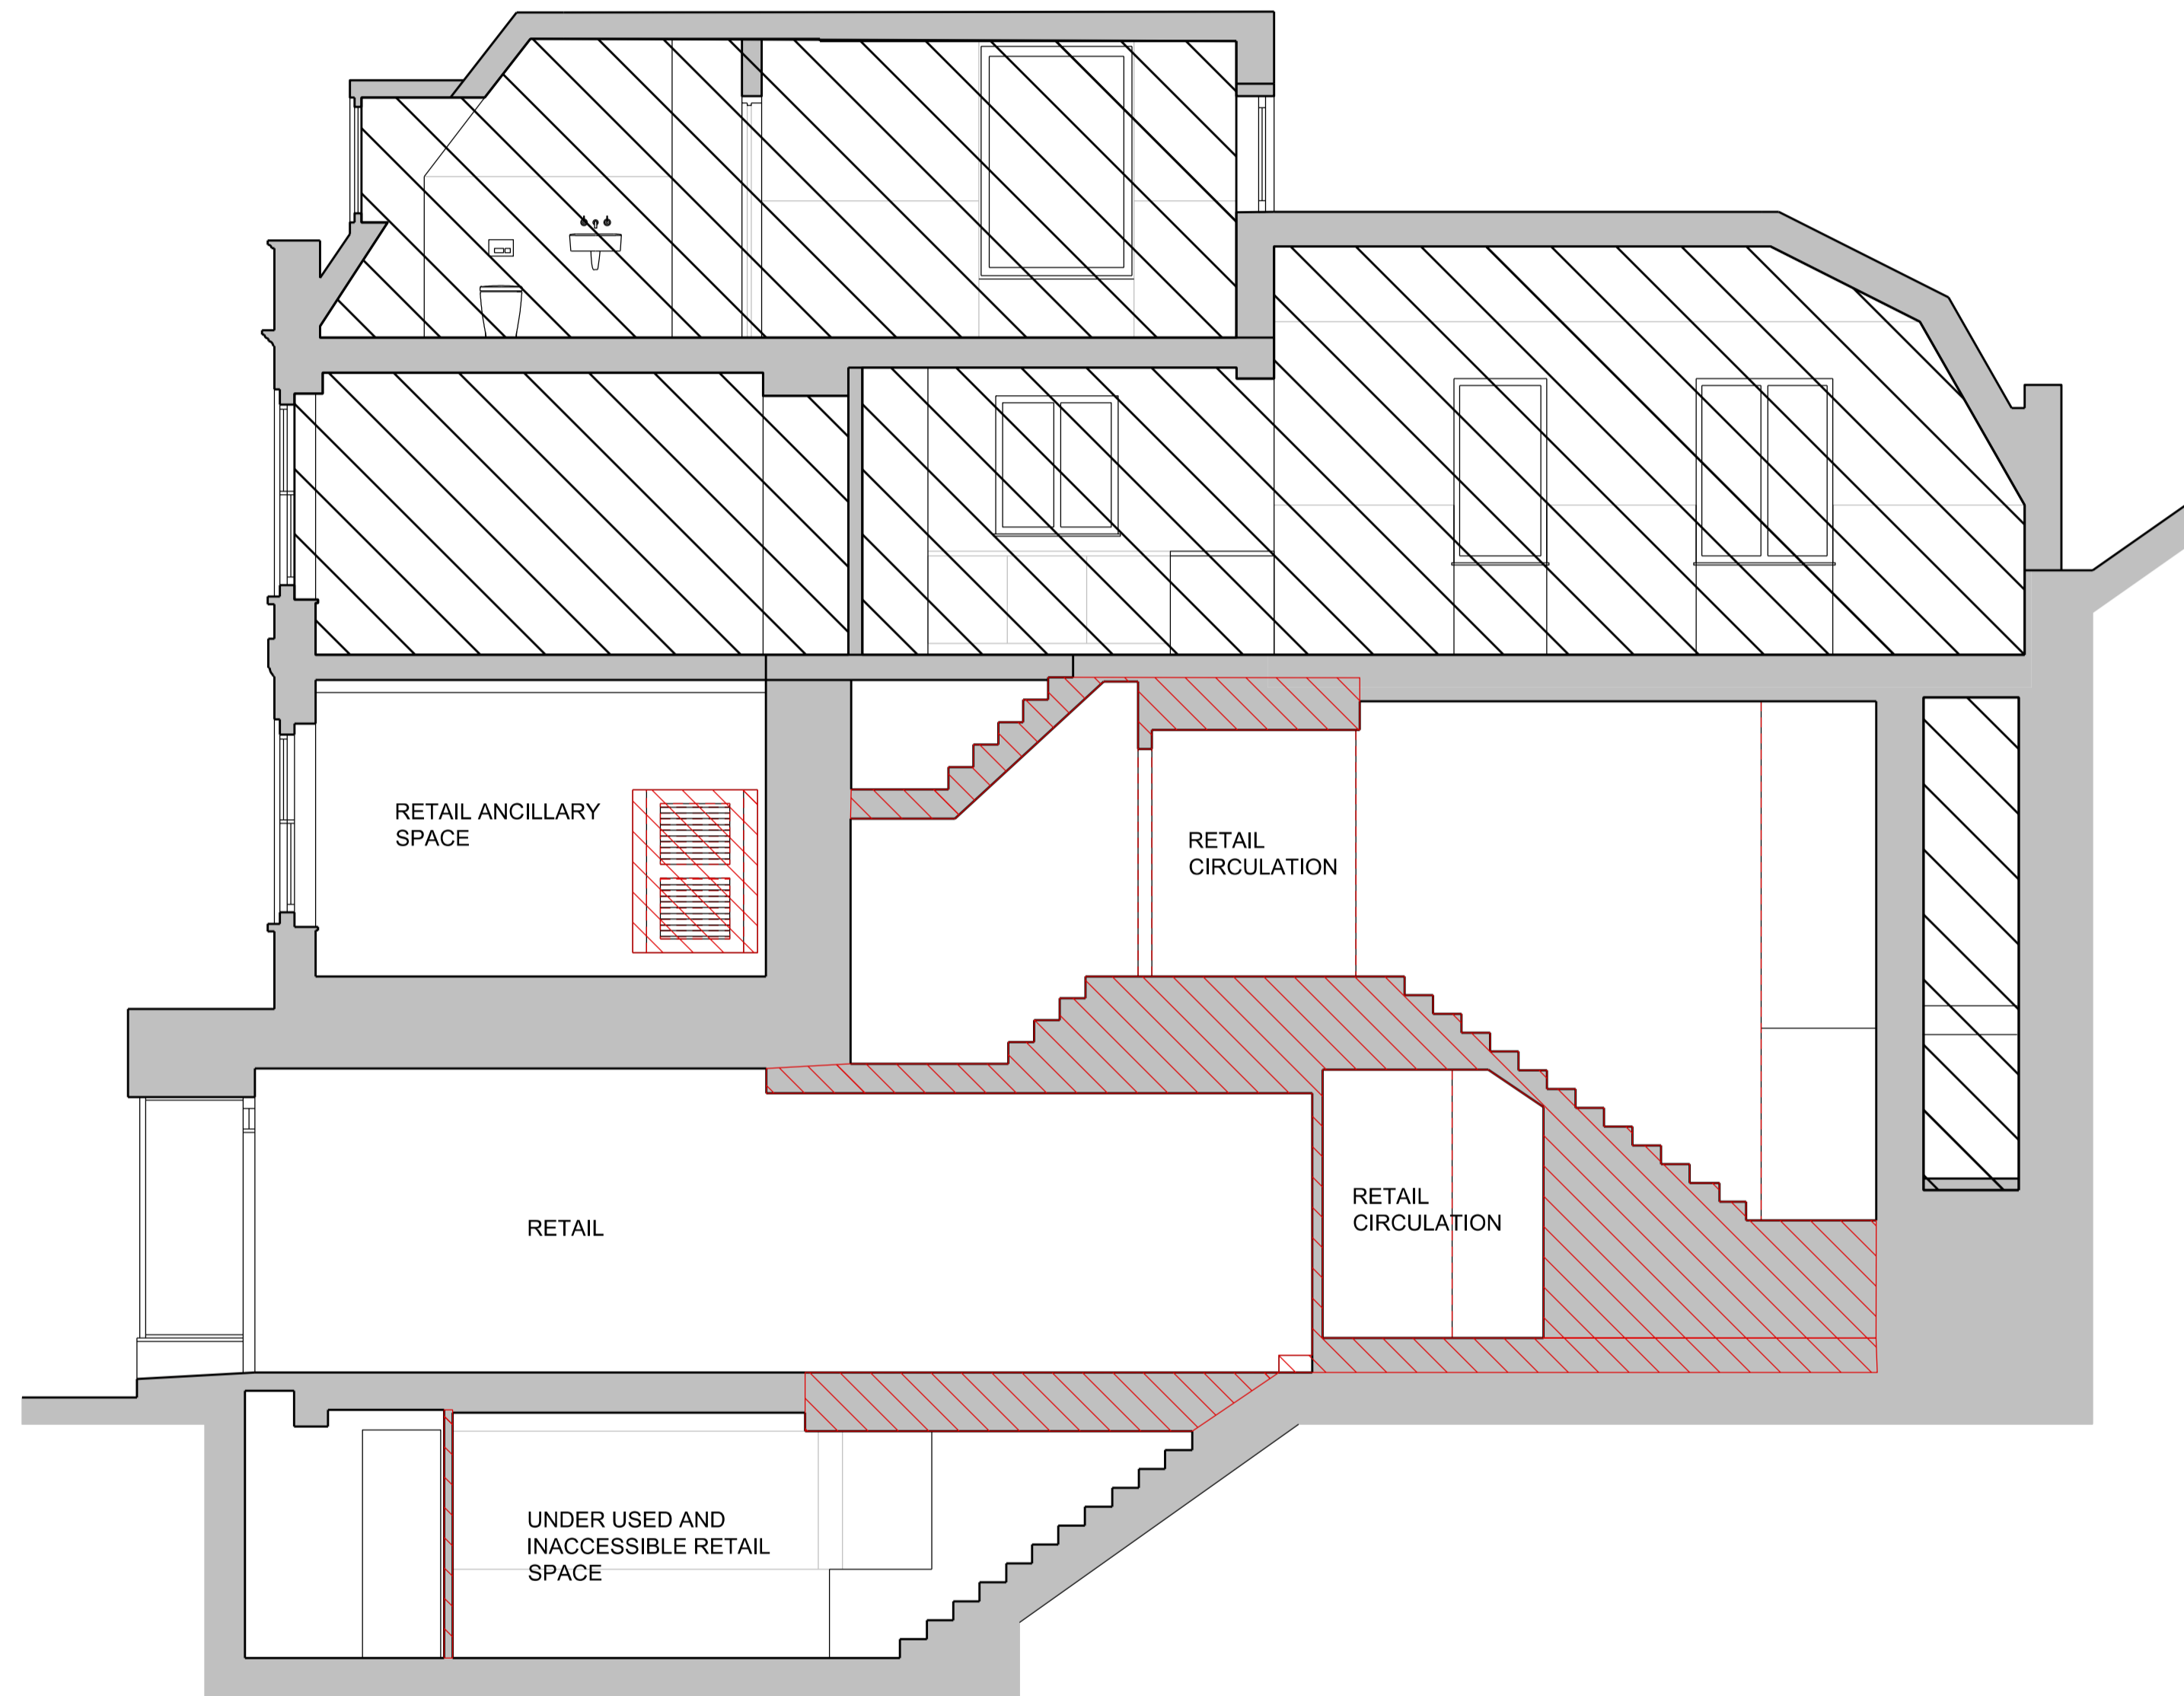 RETAIL ANCILLARY
SPACE
RETAIL
CIRCULATION
RETAIL
CIRCULATION
RETAIL
UNDER USED AND
INACCESSIBLE RETAIL
SPACE